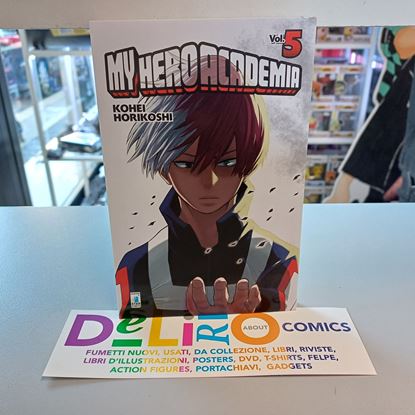 Vol. 5
MY HERO ACADEMIA
KOHEI
HORIKOSHI
DeLiRiO ABOUT COMICS
FUMETTI NUOVI, USATI, DA COLLEZIONE, LIBRI, RIVISTE,
LIBRI D'ILLUSTRAZIONI, POSTERS, DVD, T-SHIRTS, FELPE,
ACTION FIGURES, PORTACHIAVI, GADGETS